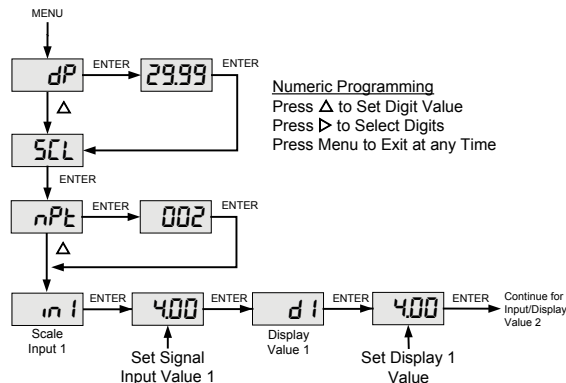 MENU
dP ENTER 29.99 ENTER
Numeric Programming
Press △ to Set Digit Value
Press ▷ to Select Digits
Press Menu to Exit at any Time
△
SCL
ENTER
nPt ENTER 002 ENTER
△
in 1 ENTER 4.00 ENTER d 1 ENTER 4.00 ENTER Continue for
Input/Display
Value 2
Scale
Input 1
Display
Value 1
Set Signal
Input Value 1
Set Display 1
Value